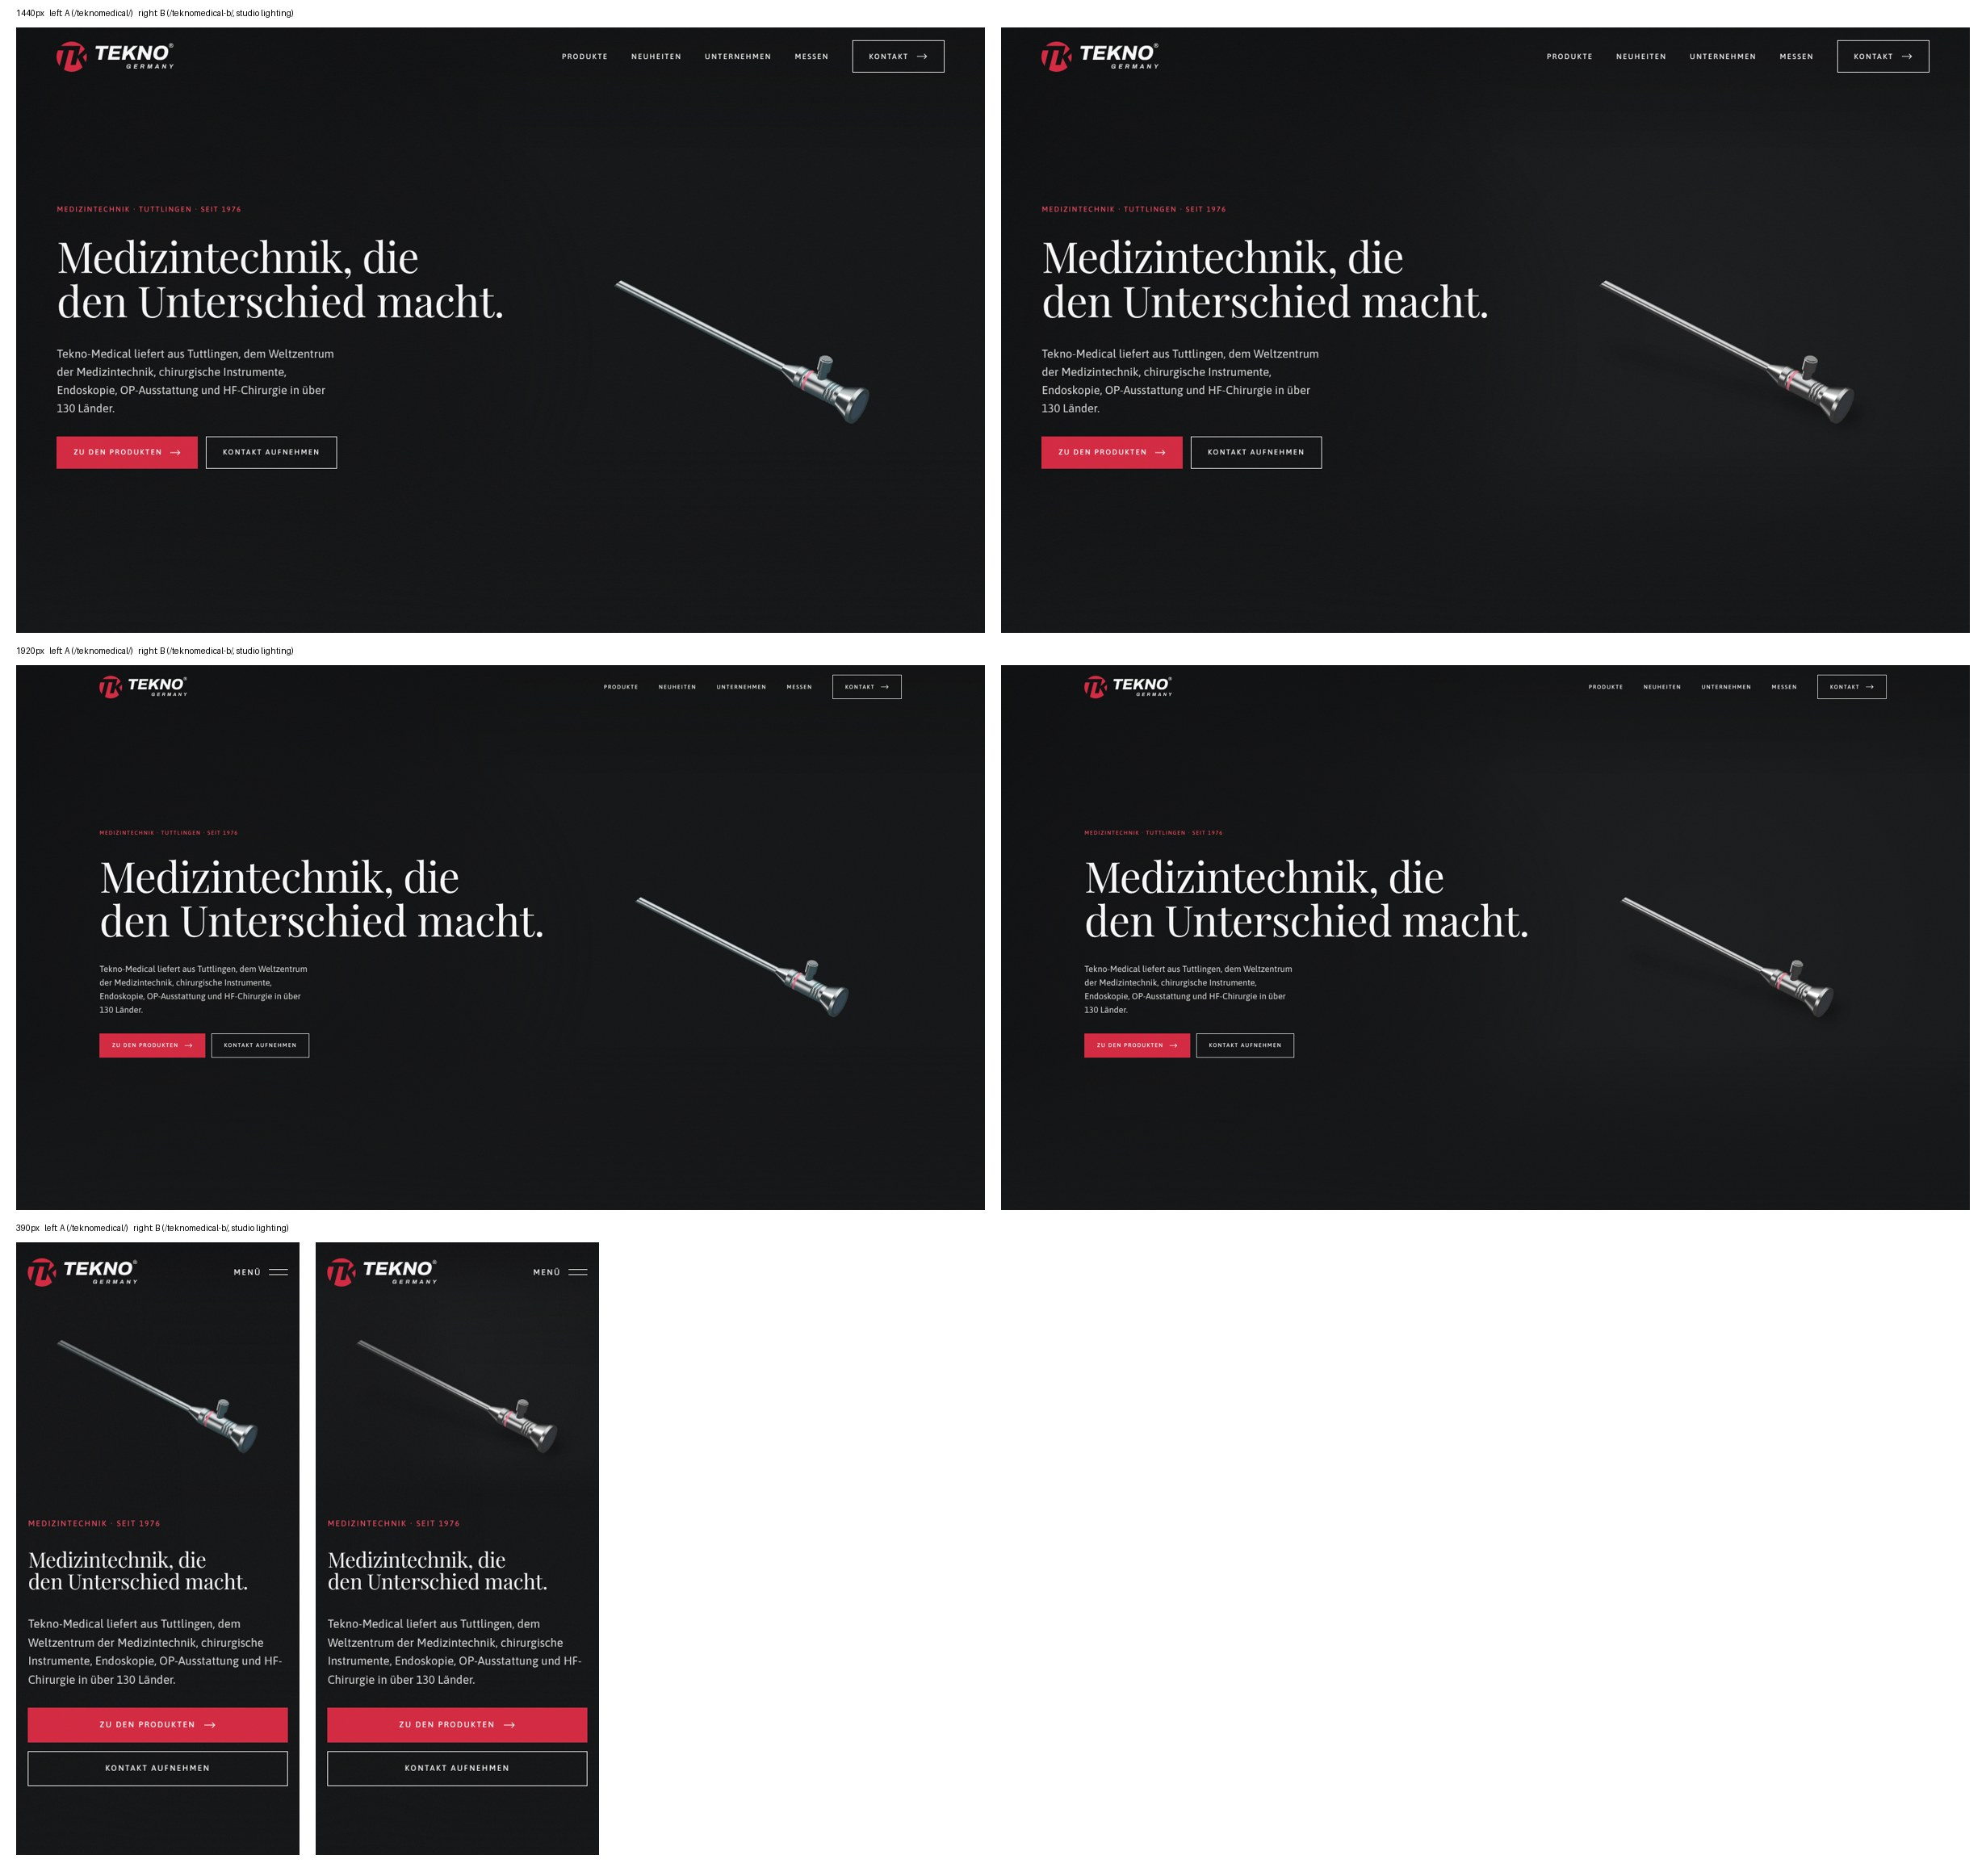 1440px left: A (/teknomedical/) right: B (/teknomedical-b/, studio lighting)
TEKNO®
GERMANY
PRODUKTE NEUHEITEN UNTERNEHMEN MESSEN KONTAKT →
MEDIZINTECHNIK · TUTTLINGEN · SEIT 1976
Medizintechnik, die
den Unterschied macht.
Tekno-Medical liefert aus Tuttlingen, dem Weltzentrum
der Medizintechnik, chirurgische Instrumente,
Endoskopie, OP-Ausstattung und HF-Chirurgie in über
130 Länder.
ZU DEN PRODUKTEN → KONTAKT AUFNEHMEN
TEKNO®
GERMANY
PRODUKTE NEUHEITEN UNTERNEHMEN MESSEN KONTAKT →
MEDIZINTECHNIK · TUTTLINGEN · SEIT 1976
Medizintechnik, die
den Unterschied macht.
Tekno-Medical liefert aus Tuttlingen, dem Weltzentrum
der Medizintechnik, chirurgische Instrumente,
Endoskopie, OP-Ausstattung und HF-Chirurgie in über
130 Länder.
ZU DEN PRODUKTEN → KONTAKT AUFNEHMEN
1920px left: A (/teknomedical/) right: B (/teknomedical-b/, studio lighting)
TEKNO®
GERMANY
PRODUKTE NEUHEITEN UNTERNEHMEN MESSEN KONTAKT →
MEDIZINTECHNIK · TUTTLINGEN · SEIT 1976
Medizintechnik, die
den Unterschied macht.
Tekno-Medical liefert aus Tuttlingen, dem Weltzentrum
der Medizintechnik, chirurgische Instrumente,
Endoskopie, OP-Ausstattung und HF-Chirurgie in über
130 Länder.
ZU DEN PRODUKTEN → KONTAKT AUFNEHMEN
TEKNO®
GERMANY
PRODUKTE NEUHEITEN UNTERNEHMEN MESSEN KONTAKT →
MEDIZINTECHNIK · TUTTLINGEN · SEIT 1976
Medizintechnik, die
den Unterschied macht.
Tekno-Medical liefert aus Tuttlingen, dem Weltzentrum
der Medizintechnik, chirurgische Instrumente,
Endoskopie, OP-Ausstattung und HF-Chirurgie in über
130 Länder.
ZU DEN PRODUKTEN → KONTAKT AUFNEHMEN
390px left: A (/teknomedical/) right: B (/teknomedical-b/, studio lighting)
TEKNO®
GERMANY
MENÜ
MEDIZINTECHNIK · SEIT 1976
Medizintechnik, die
den Unterschied macht.
Tekno-Medical liefert aus Tuttlingen, dem
Weltzentrum der Medizintechnik, chirurgische
Instrumente, Endoskopie, OP-Ausstattung und HF-
Chirurgie in über 130 Länder.
ZU DEN PRODUKTEN →
KONTAKT AUFNEHMEN
TEKNO®
GERMANY
MENÜ
MEDIZINTECHNIK · SEIT 1976
Medizintechnik, die
den Unterschied macht.
Tekno-Medical liefert aus Tuttlingen, dem
Weltzentrum der Medizintechnik, chirurgische
Instrumente, Endoskopie, OP-Ausstattung und HF-
Chirurgie in über 130 Länder.
ZU DEN PRODUKTEN →
KONTAKT AUFNEHMEN